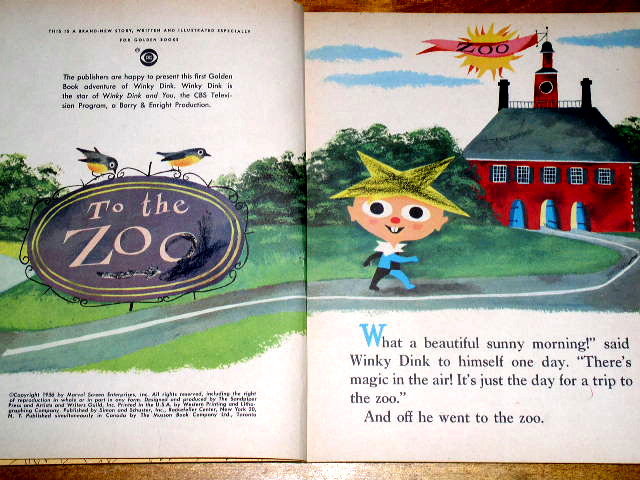 THIS IS A BRAND-NEW STORY, WRITTEN AND ILLUSTRATED ESPECIALLY
FOR GOLDEN BOOKS
The publishers are happy to present this first Golden
Book adventure of Winky Dink. Winky Dink is
the star of Winky Dink and You, the CBS Televi-
sion Program, a Barry & Enright Production.
To the
Zoo
©Copyright 1956 by Marvel Screen Enterprises, Inc. All rights reserved, including the right
of reproduction in whole or in part in any form. Designed and produced by The Sandpiper
Press and Artists and Writers Guild, Inc. Printed in the U.S.A. by Western Printing and Litho-
graphing Company. Published by Simon and Schuster, Inc., Rockefeller Center, New York 20,
N. Y. Published simultaneously in Canada by The Musson Book Company Ltd., Toronto
ZOO
What a beautiful sunny morning!" said
Winky Dink to himself one day. "There's
magic in the air! It's just the day for a trip to
the zoo."
And off he went to the zoo.